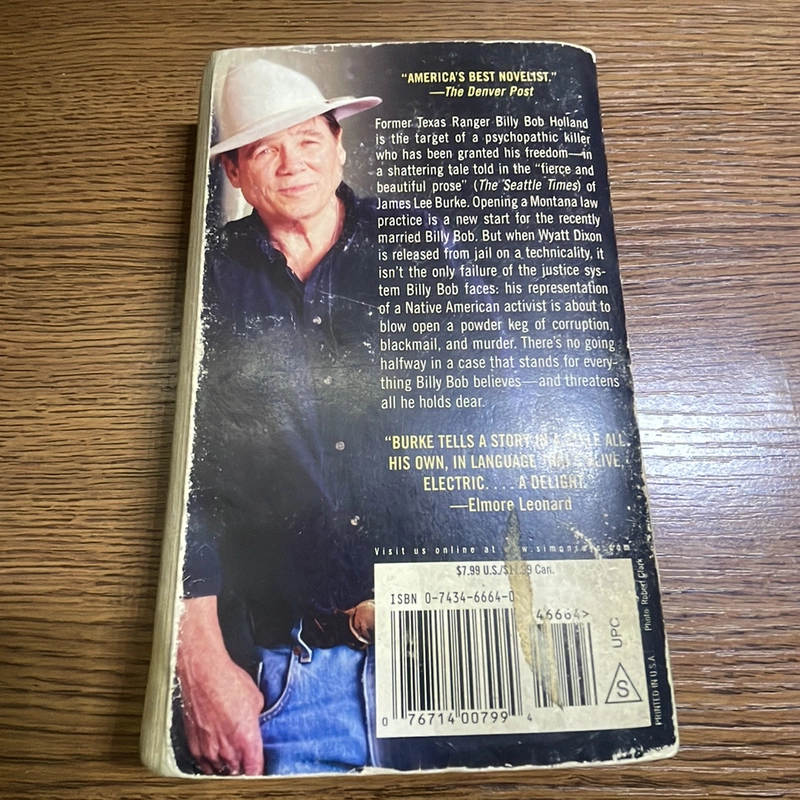 “AMERICA’S BEST NOVELIST.”
—The Denver Post
Former Texas Ranger Billy Bob Holland
is the target of a psychopathic killer
who has been granted his freedom—in
a shattering tale told in the “fierce and
beautiful prose” (The Seattle Times) of
James Lee Burke. Opening a Montana law
practice is a new start for the recently
married Billy Bob. But when Wyatt Dixon
is released from jail on a technicality, it
isn’t the only failure of the justice sys-
tem Billy Bob faces: his representation
of a Native American activist is about to
blow open a powder keg of corruption,
blackmail, and murder. There’s no going
halfway in a case that stands for every-
thing Billy Bob believes—and threatens
all he holds dear.
“BURKE TELLS A STORY IN A STYLE ALL
HIS OWN, IN LANGUAGE THAT’S ALIVE,
ELECTRIC. . . . A DELIGHT.”
—Elmore Leonard
Visit us online at
$7.99 U.S./ Can.
ISBN 0-7434-6664-0
46664>
UPC
S
0 76714 00799 4
PRINTED IN U.S.A.
Photo: Robert Clark